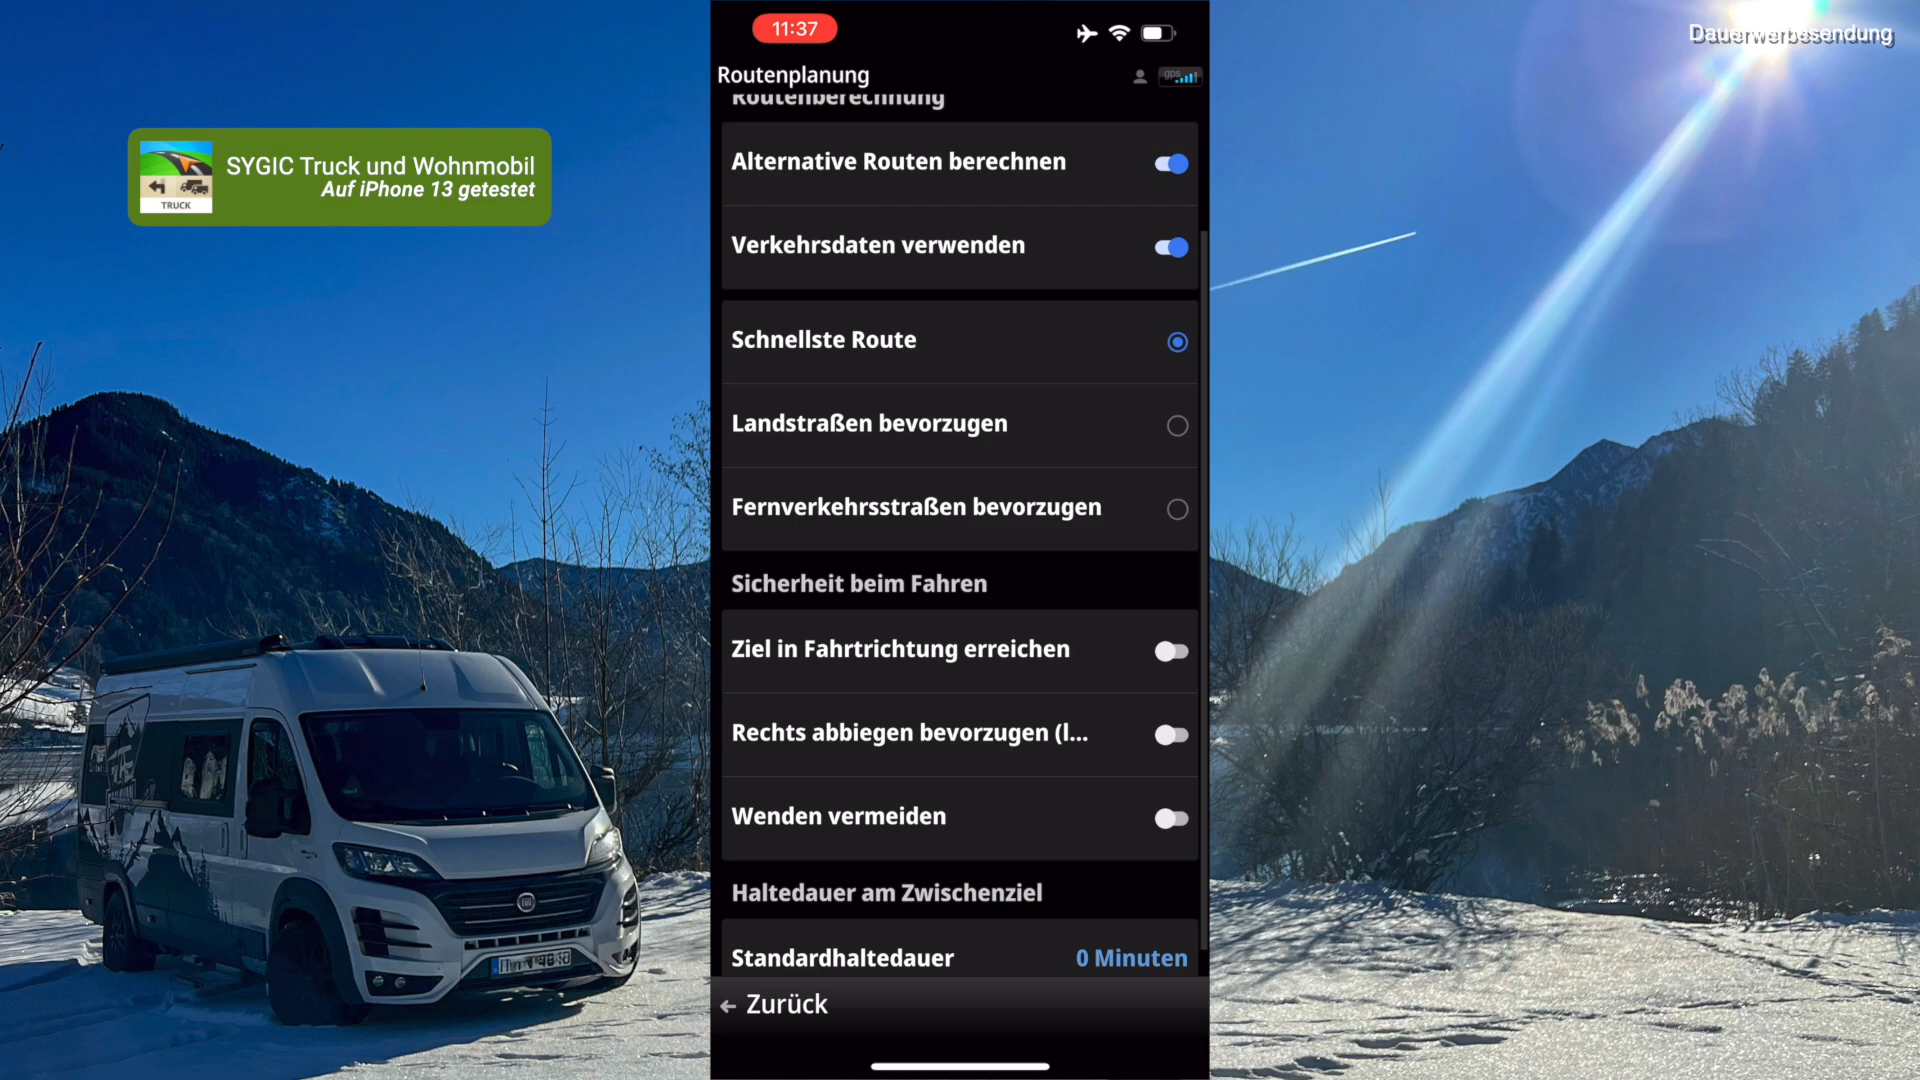 11:37
Dauerwerbesendung
Routenplanung
gps
Routenberechnung
SYGIC Truck und Wohnmobil
Auf iPhone 13 getestet
TRUCK
Alternative Routen berechnen
Verkehrsdaten verwenden
Schnellste Route
Landstraßen bevorzugen
Fernverkehrsstraßen bevorzugen
Sicherheit beim Fahren
Ziel in Fahrtrichtung erreichen
Rechts abbiegen bevorzugen (l...
Wenden vermeiden
Haltedauer am Zwischenziel
Standardhaltedauer 0 Minuten
← Zurück